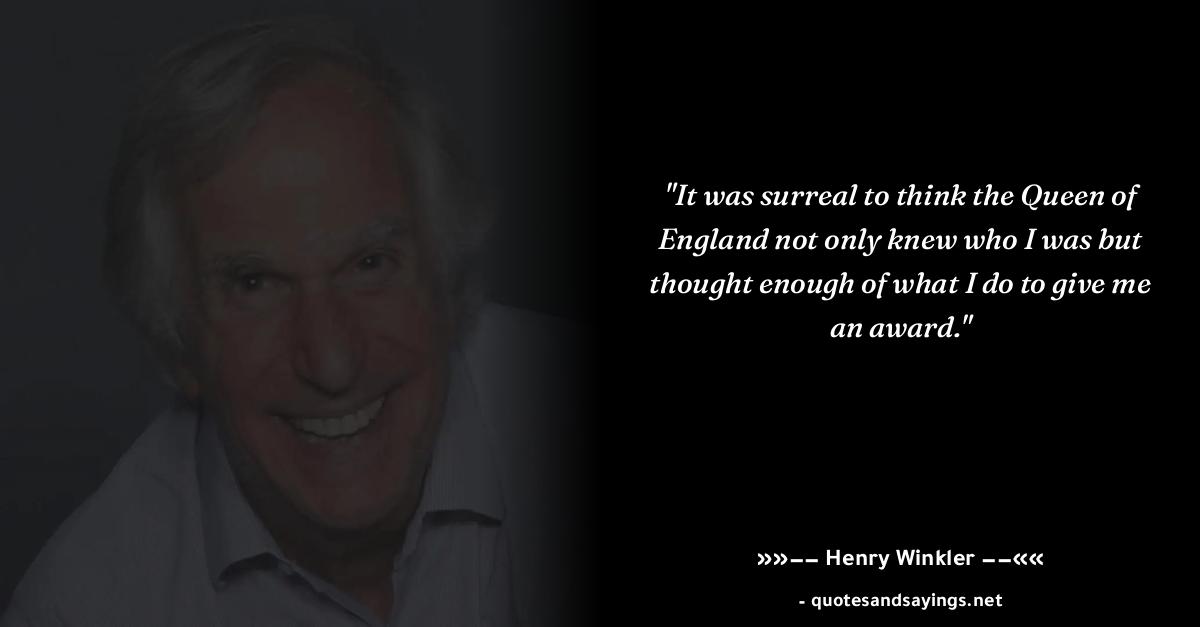 "It was surreal to think the Queen of
England not only knew who I was but
thought enough of what I do to give me
an award."
»»–– Henry Winkler ––««
- quotesandsayings.net